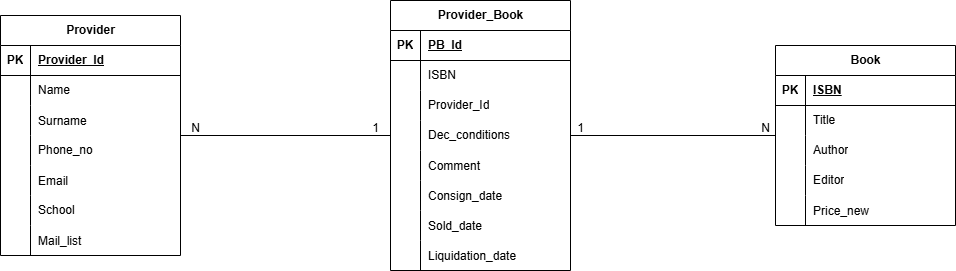 Provider
PK Provider_Id
Name
Surname
Phone_no
Email
School
Mail_list
N
1
Provider_Book
PK PB_Id
ISBN
Provider_Id
Dec_conditions
Comment
Consign_date
Sold_date
Liquidation_date
1
N
Book
PK ISBN
Title
Author
Editor
Price_new